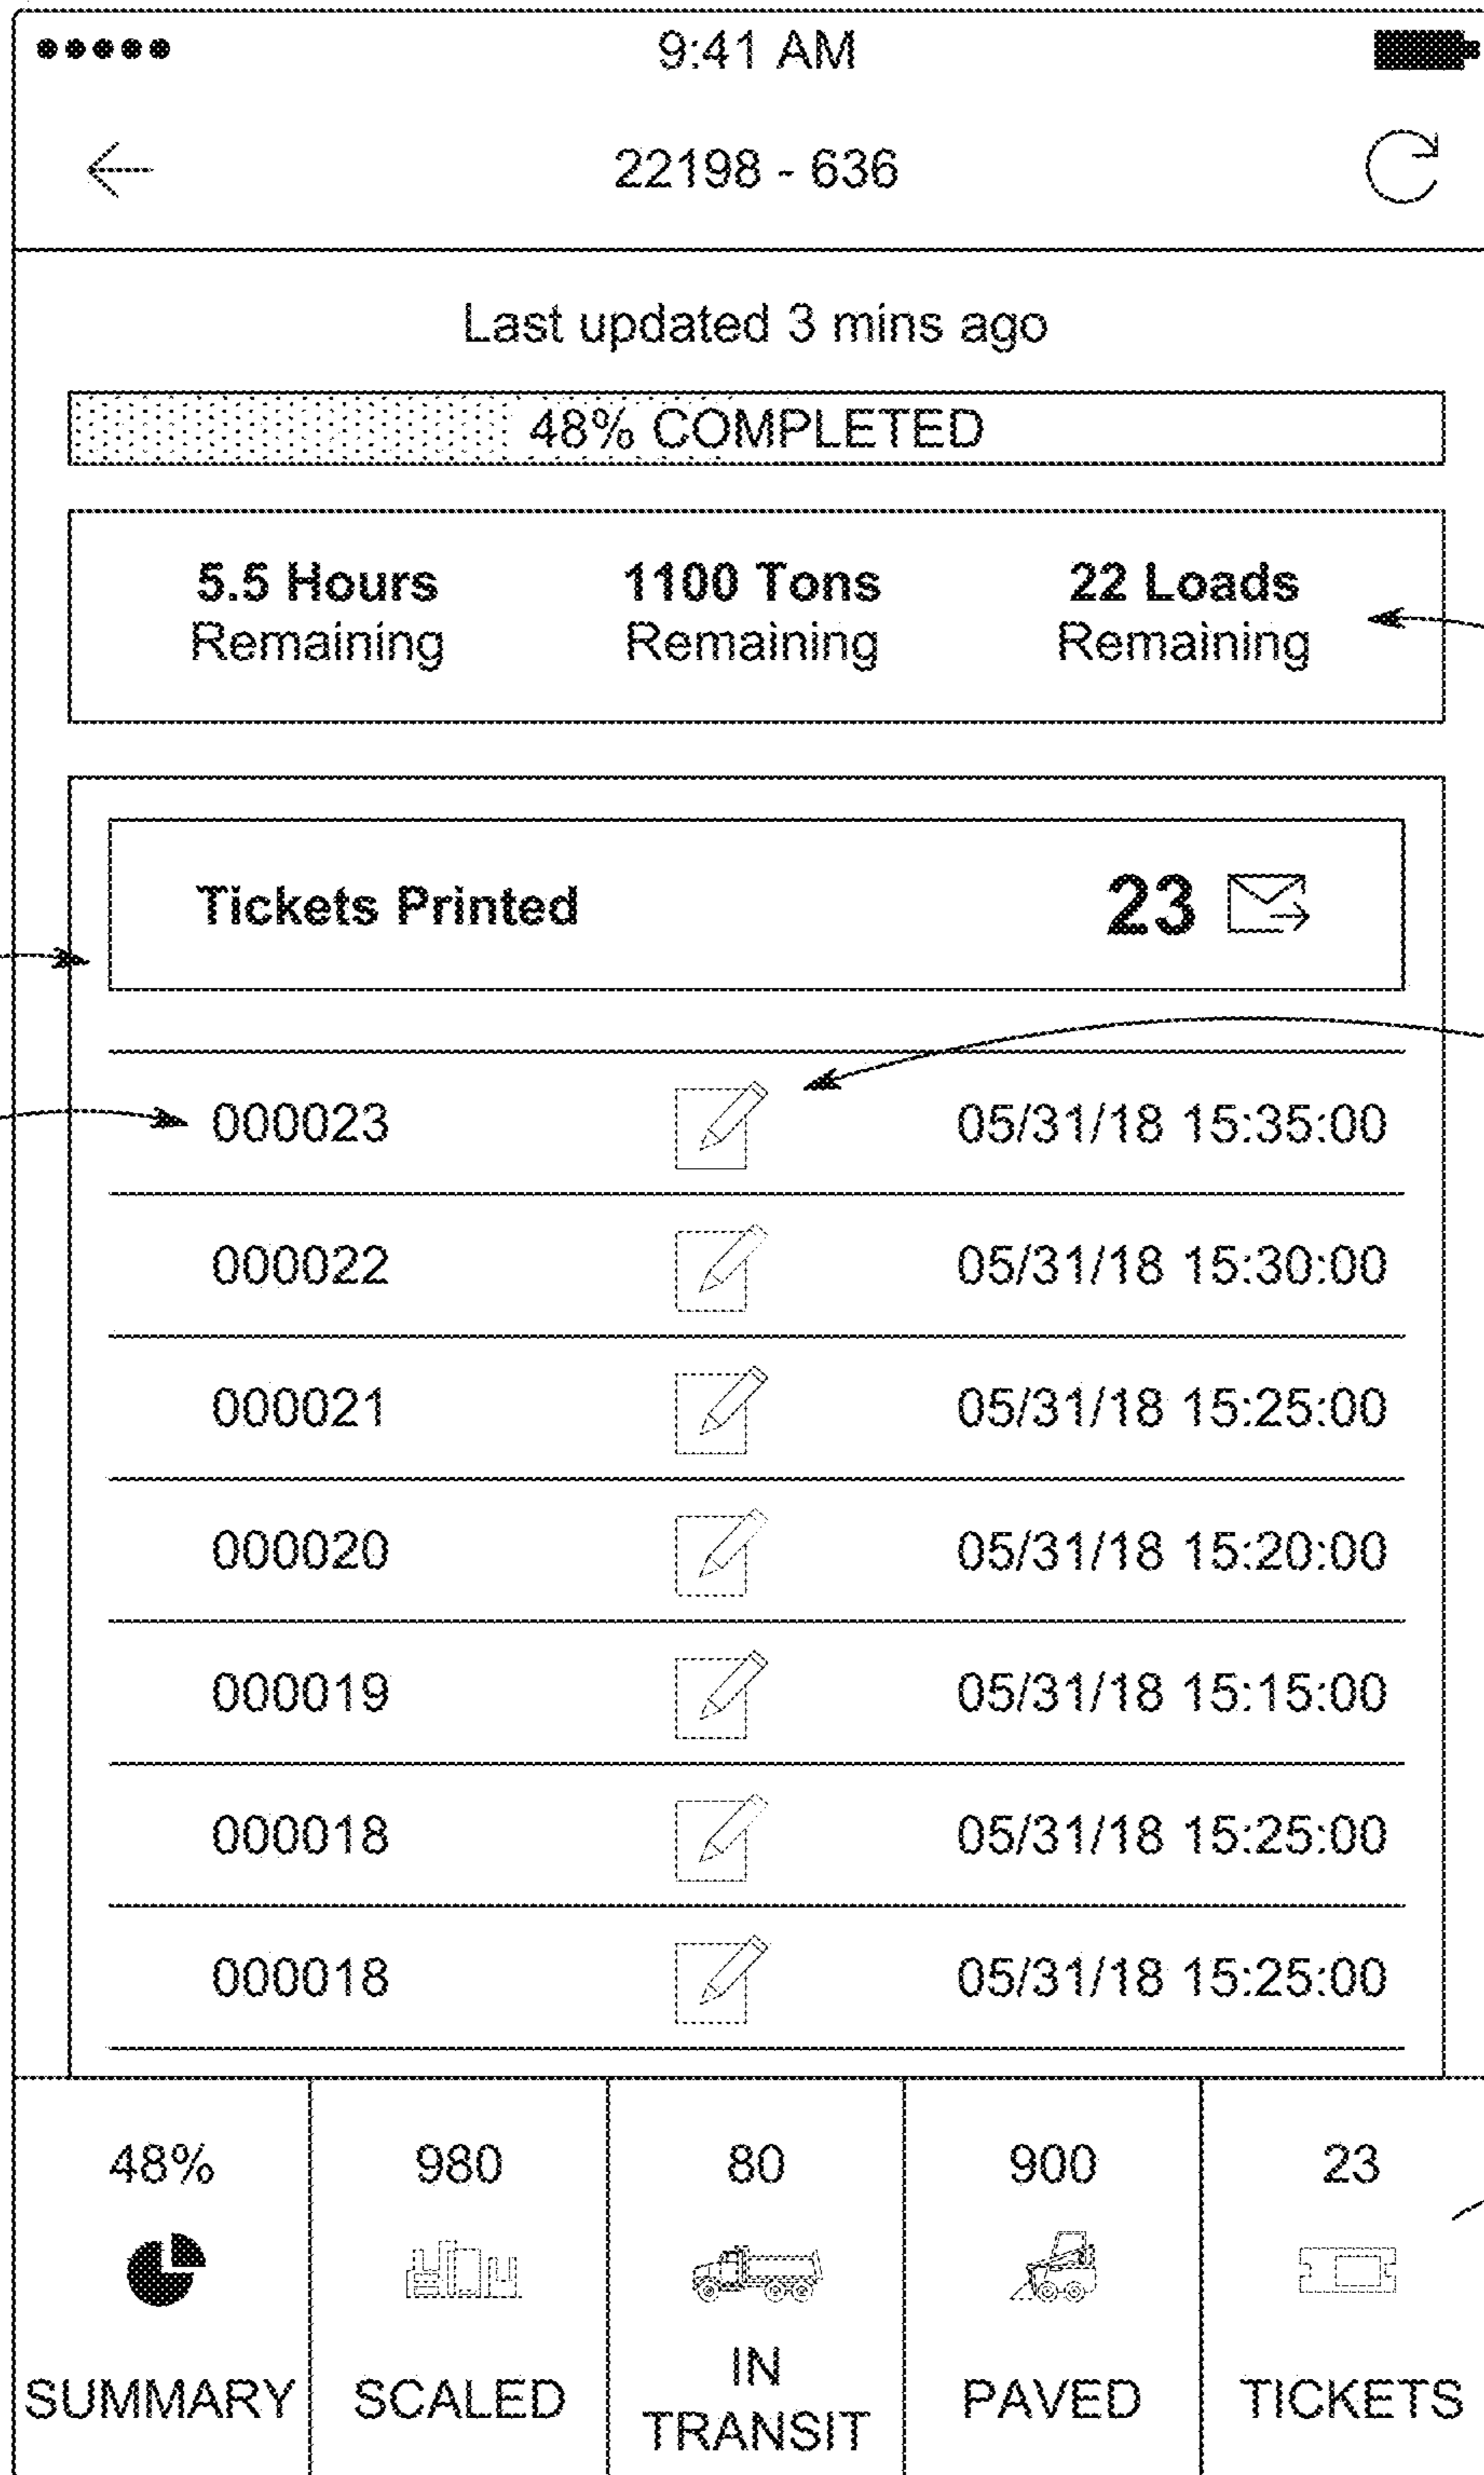 9:41 AM
22198 - 636
Last updated 3 mins ago
48% COMPLETED
5.5 Hours 1100 Tons 22 Loads
Remaining Remaining Remaining
Tickets Printed 23
000023 05/31/18 15:35:00
000022 05/31/18 15:30:00
000021 05/31/18 15:25:00
000020 05/31/18 15:20:00
000019 05/31/18 15:15:00
000018 05/31/18 15:25:00
000018 05/31/18 15:25:00
48% 980 80 900 23
SUMMARY SCALED IN TRANSIT PAVED TICKETS